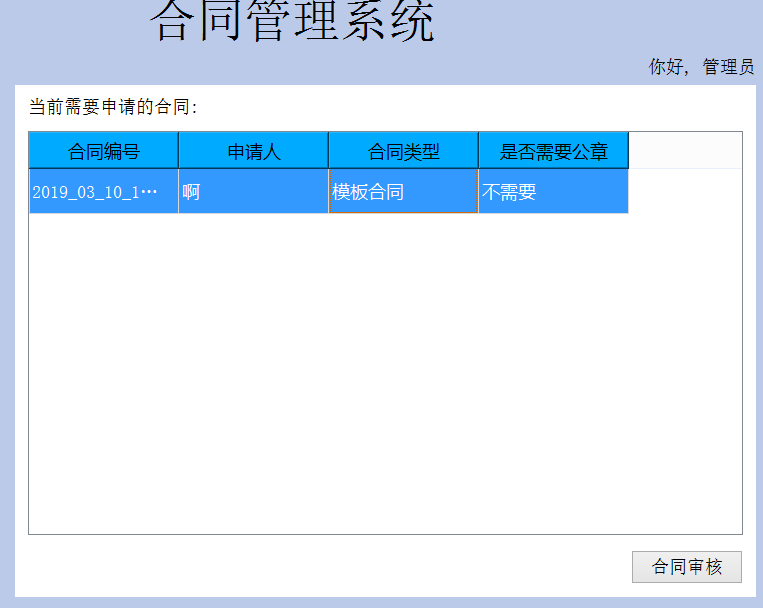 合同管理系统
你好，管理员
当前需要申请的合同：
合同编号 申请人 合同类型 是否需要公章
2019_03_10_1… 啊 模板合同 不需要
合同审核